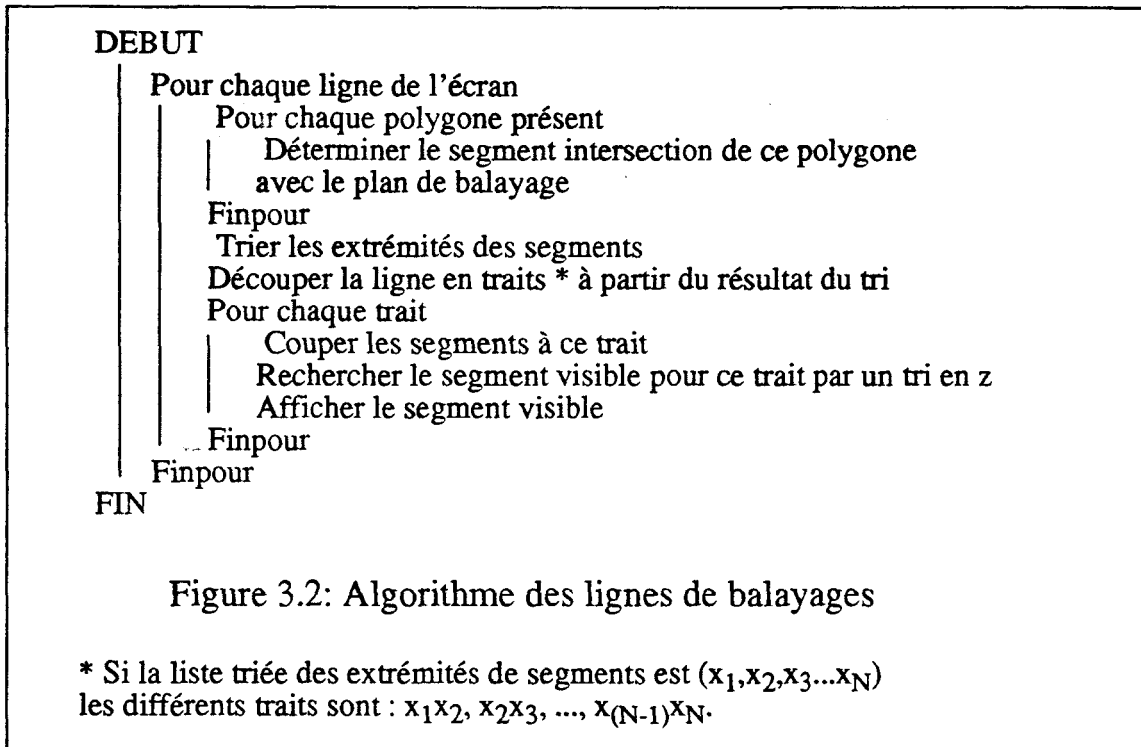 DEBUT
Pour chaque ligne de l'écran
Pour chaque polygone présent
Déterminer le segment intersection de ce polygone
avec le plan de balayage
Finpour
Trier les extrémités des segments
Découper la ligne en traits * à partir du résultat du tri
Pour chaque trait
Couper les segments à ce trait
Rechercher le segment visible pour ce trait par un tri en z
Afficher le segment visible
Finpour
Finpour
FIN
Figure 3.2: Algorithme des lignes de balayages
* Si la liste triée des extrémités de segments est (x₁,x₂,x₃...x_N)
les différents traits sont : x₁x₂, x₂x₃, ..., x_(N-1)x_N.